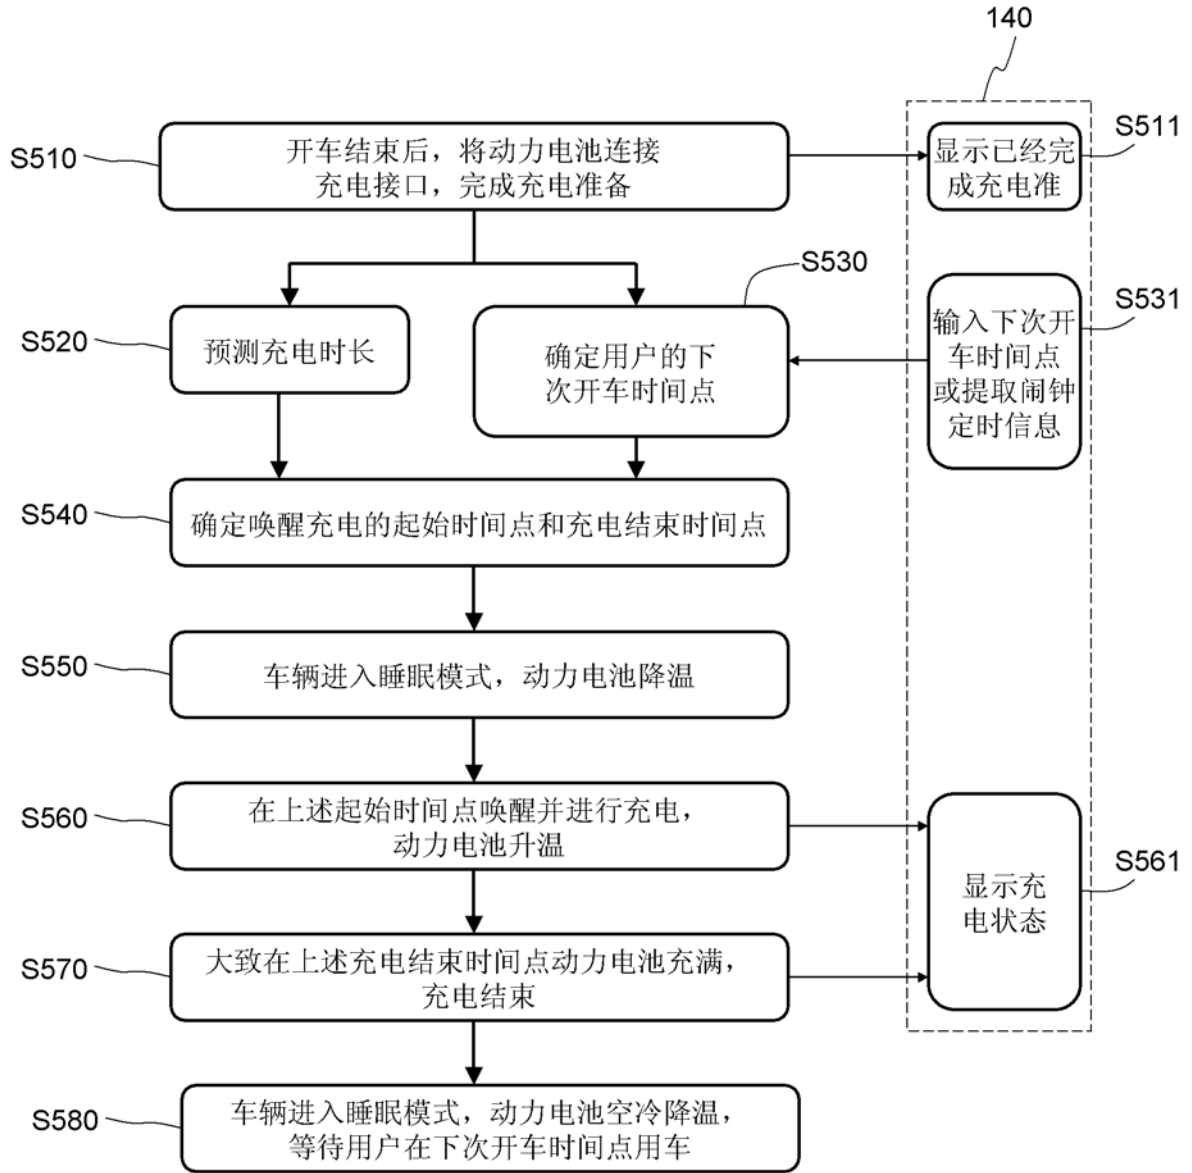 140
S510
开车结束后，将动力电池连接
充电接口，完成充电准备
显示已经完
成充电准
S511
S530
S520
预测充电时长
确定用户的下
次开车时间点
输入下次开
车时间点
或提取闹钟
定时信息
S531
S540
确定唤醒充电的起始时间点和充电结束时间点
S550
车辆进入睡眠模式，动力电池降温
S560
在上述起始时间点唤醒并进行充电，
动力电池升温
显示充
电状态
S561
S570
大致在上述充电结束时间点动力电池充满，
充电结束
S580
车辆进入睡眠模式，动力电池空冷降温，
等待用户在下次开车时间点用车